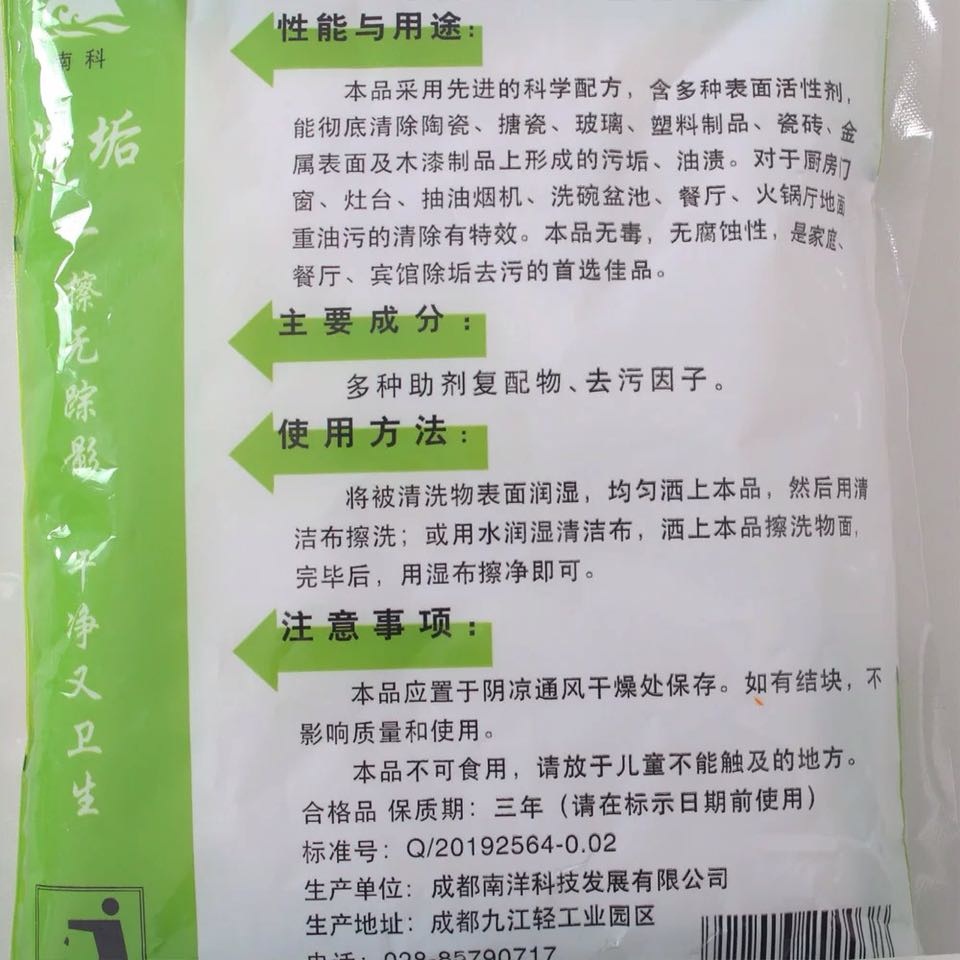 南科
垢
一擦无踪影
干净又卫生
性能与用途：
本品采用先进的科学配方，含多种表面活性剂，
能彻底清除陶瓷、搪瓷、玻璃、塑料制品、瓷砖、金
属表面及木漆制品上形成的污垢、油渍。对于厨房门
窗、灶台、抽油烟机、洗碗盆池、餐厅、火锅厅地面
重油污的清除有特效。本品无毒，无腐蚀性，是家庭、
餐厅、宾馆除垢去污的首选佳品。
主要成分：
多种助剂复配物、去污因子。
使用方法：
将被清洗物表面润湿，均匀洒上本品，然后用清
洁布擦洗；或用水润湿清洁布，洒上本品擦洗物面，
完毕后，用湿布擦净即可。
注意事项：
本品应置于阴凉通风干燥处保存。如有结块，不
影响质量和使用。
本品不可食用，请放于儿童不能触及的地方。
合格品 保质期：三年（请在标示日期前使用）
标准号：Q/20192564-0.02
生产单位：成都南洋科技发展有限公司
生产地址：成都九江轻工业园区
电话：028-85790717